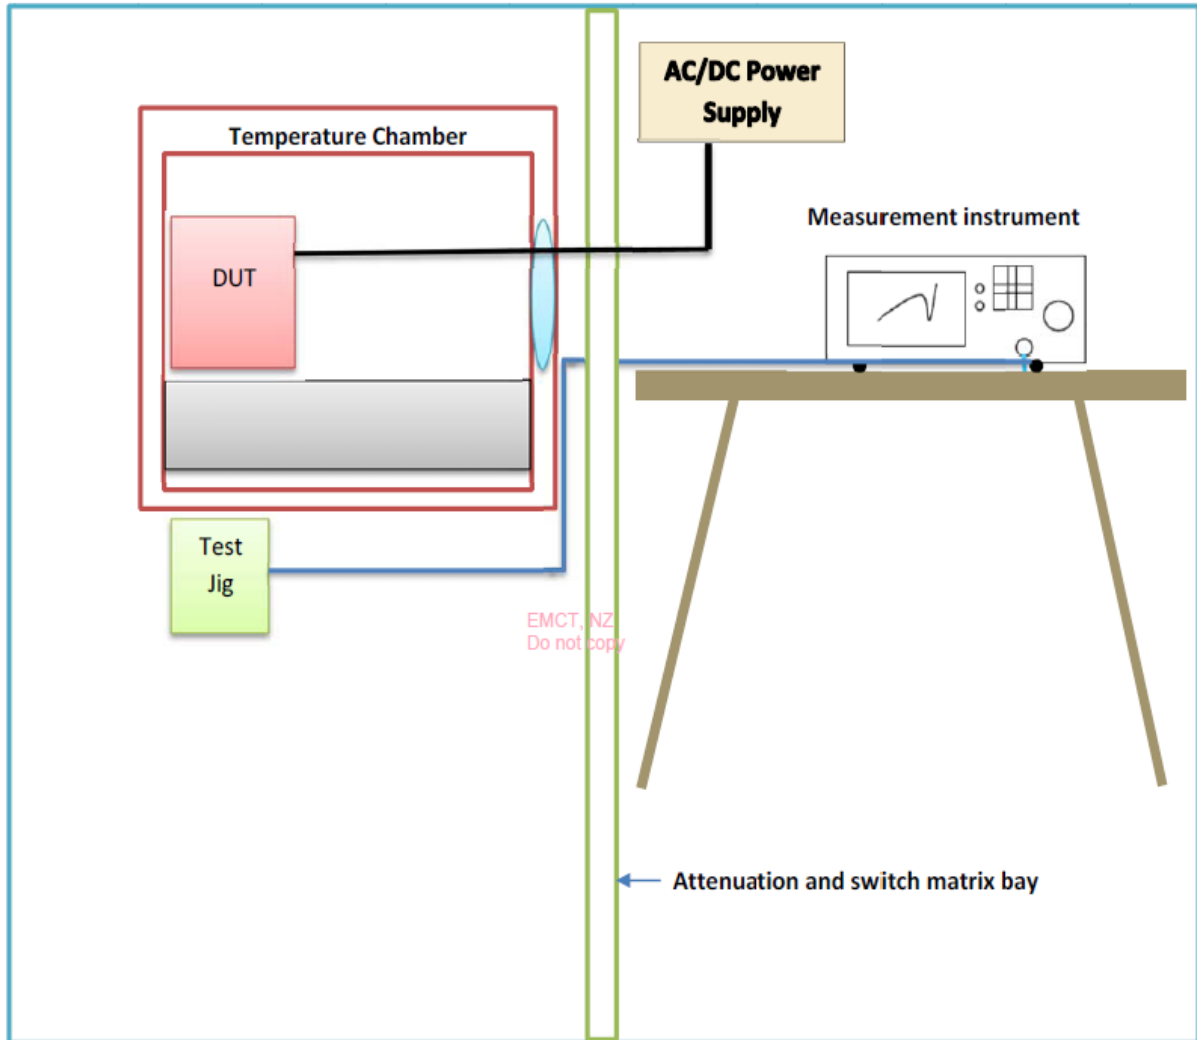 AC/DC Power
Supply
Temperature Chamber
Measurement instrument
DUT
Test
Jig
EMCT, NZ
Do not copy
Attenuation and switch matrix bay